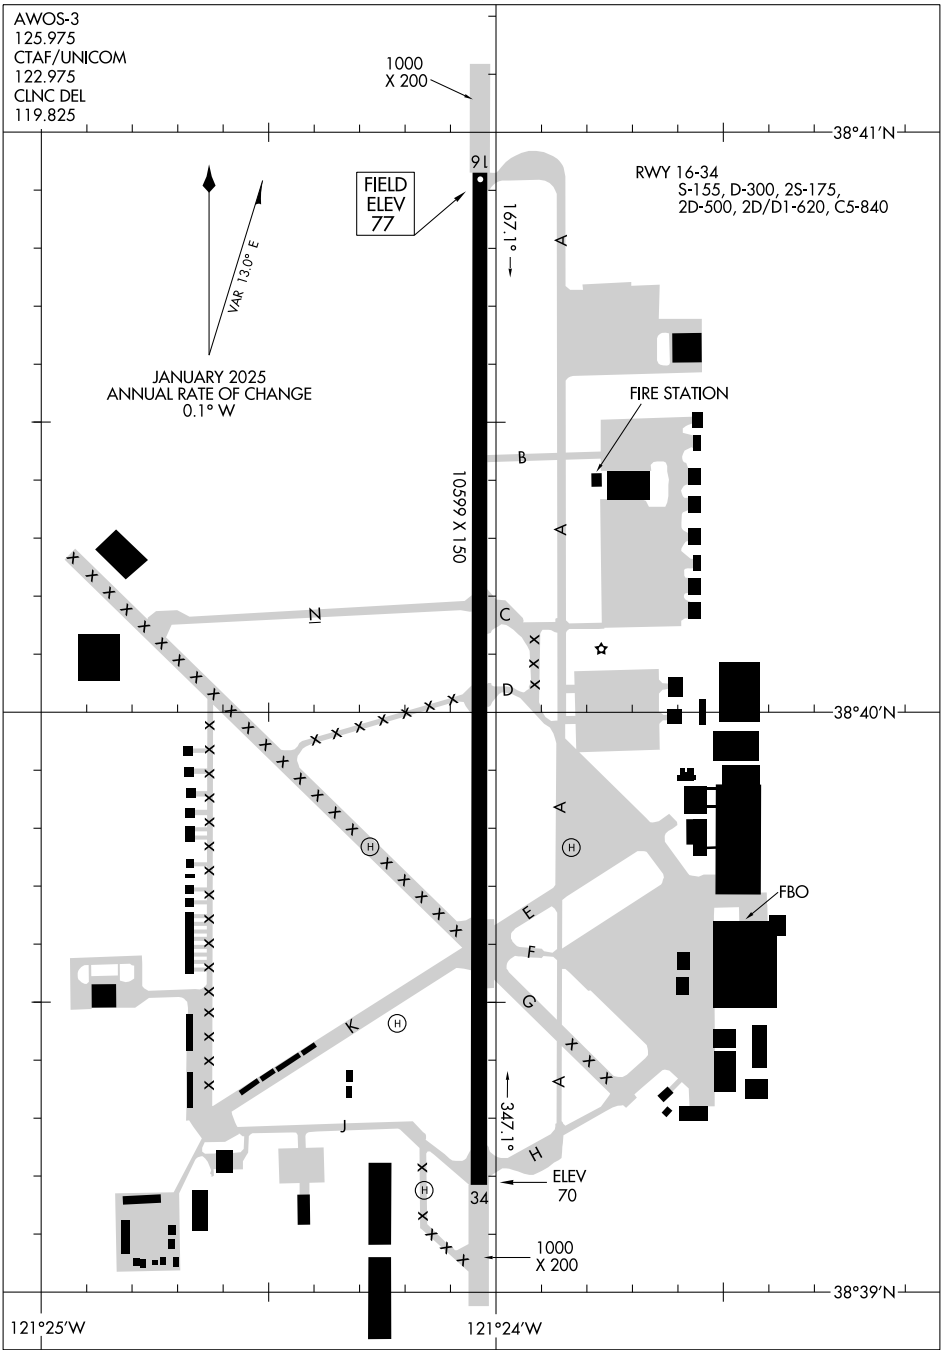 AWOS-3
125.975
CTAF/UNICOM
122.975
CLNC DEL
119.825
1000
X 200
38°41'N
16
FIELD
ELEV
77
RWY 16-34
S-155, D-300, 2S-175,
2D-500, 2D/D1-620, C5-840
167.1°
A
VAR 13.0° E
JANUARY 2025
ANNUAL RATE OF CHANGE
0.1° W
FIRE STATION
B
10599 X 150
A
X X X X X X X X X X X X X X X X X X X X X X X
N
C
X
X
X
D
X X X X X X X
38°40'N
A
H
H
FBO
E
F
G
X X X
K
H
A
347.1°
J
H
X
H
X
X
X
X
ELEV
70
34
1000
X 200
38°39'N
121°25'W
121°24'W